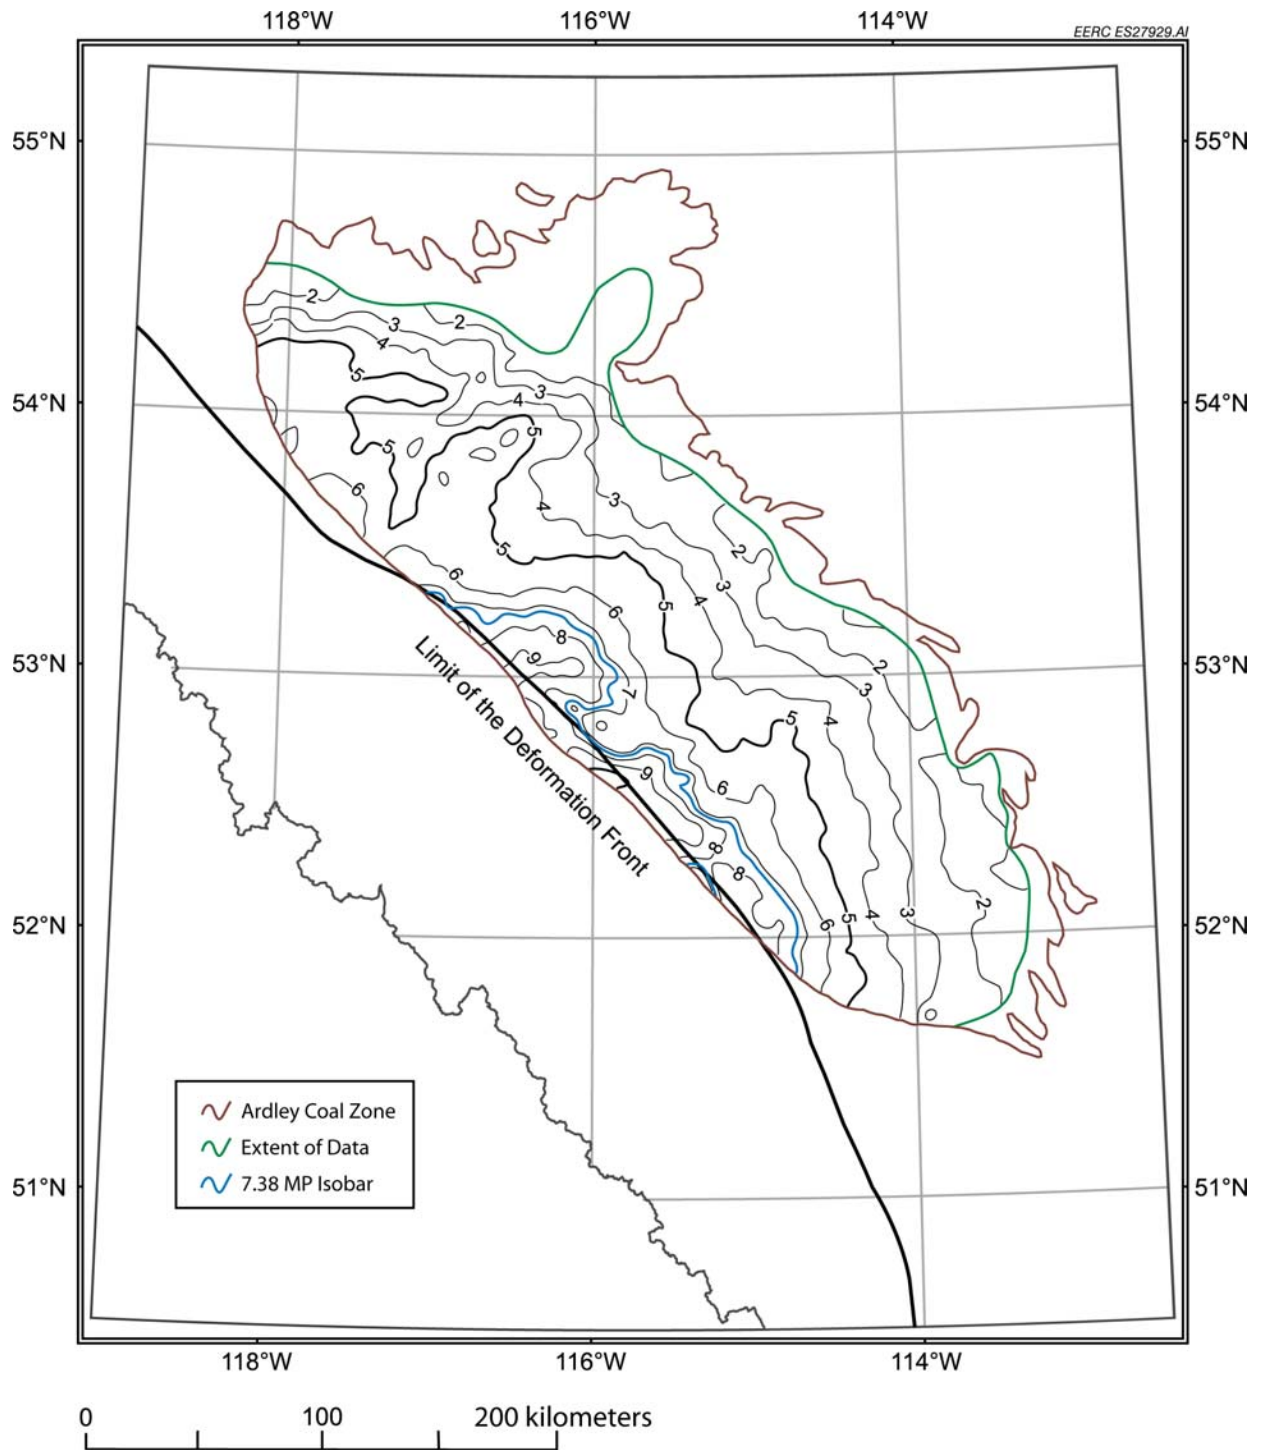 118°W 116°W 114°W
EERC ES27929.AI
55°N 55°N
2
3 2
4
5
54°N 54°N
3
4
5
5
6
3
4
2
5
3
6
4
5
6
8
53°N 53°N
9
2
3
7
5
4
9
6
8
8
2
3
4
5
6
52°N 52°N
Limit of the Deformation Front
Ardley Coal Zone
Extent of Data
7.38 MP Isobar
51°N 51°N
118°W 116°W 114°W
0 100 200 kilometers